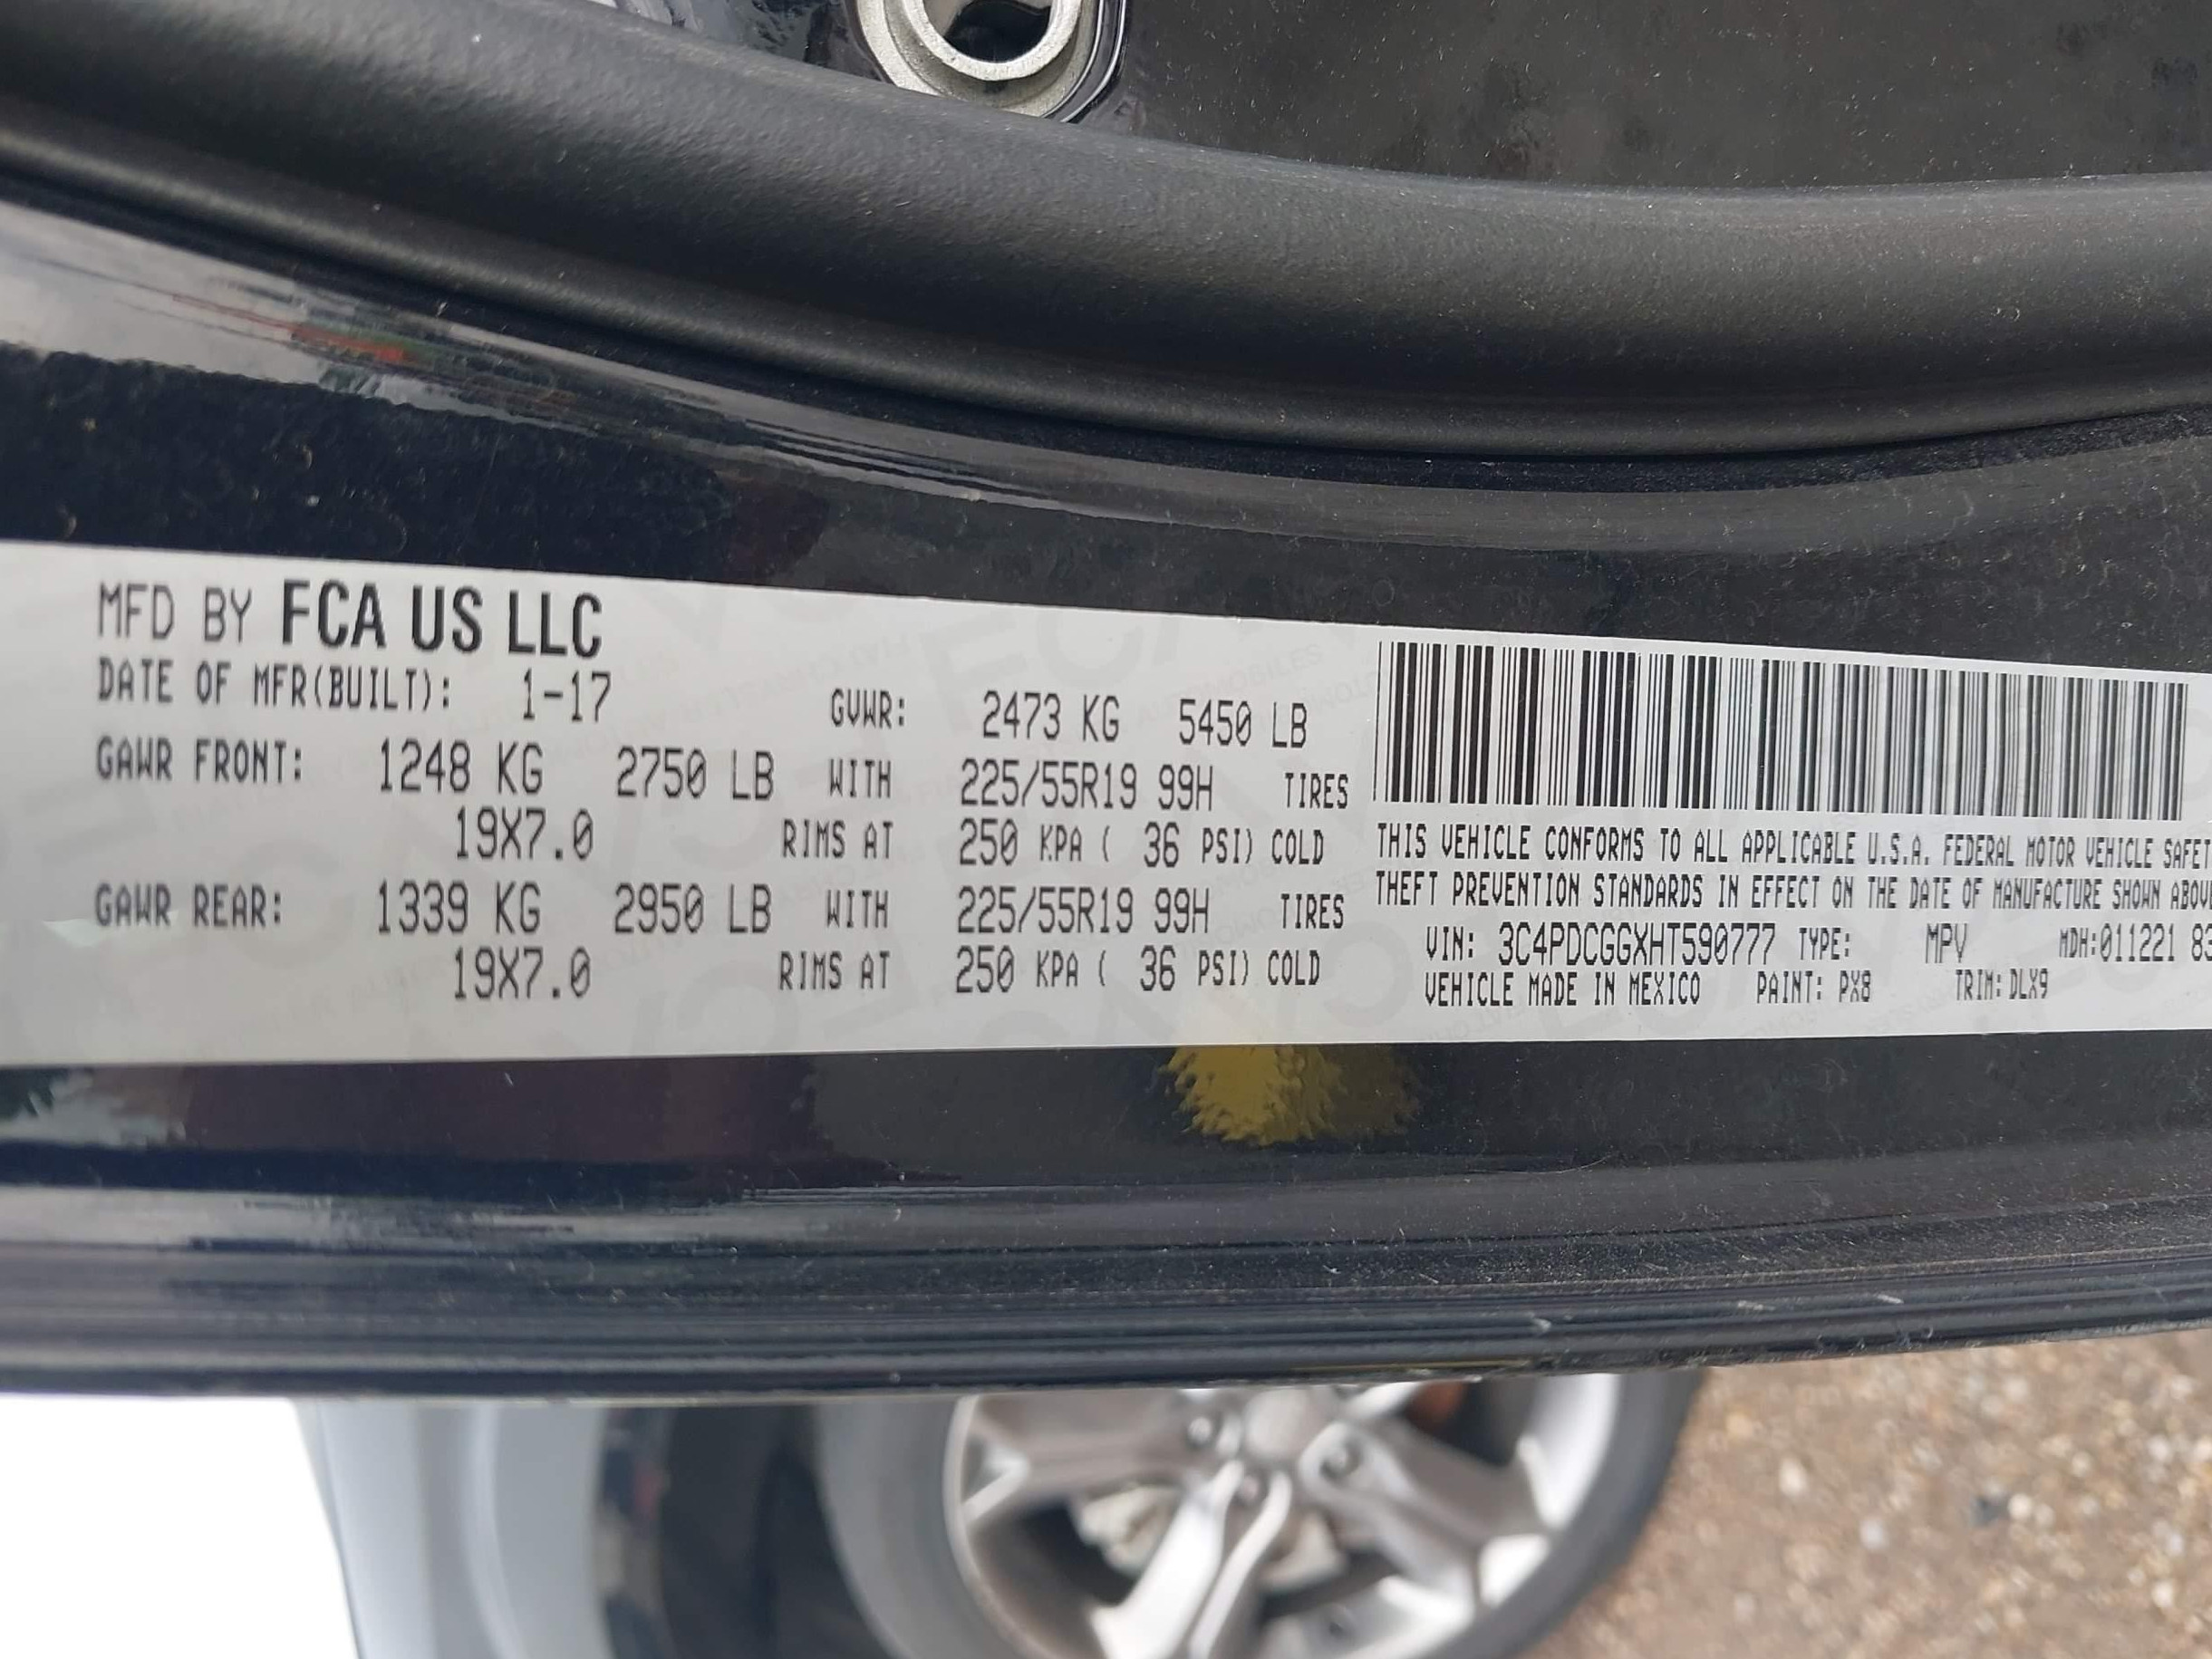 MFD BY FCA US LLC
DATE OF MFR(BUILT): 1-17 GVWR: 2473 KG 5450 LB
GAWR FRONT: 1248 KG 2750 LB WITH 225/55R19 99H TIRES
19X7.0 RIMS AT 250 KPA ( 36 PSI) COLD
GAWR REAR: 1339 KG 2950 LB WITH 225/55R19 99H TIRES
19X7.0 RIMS AT 250 KPA ( 36 PSI) COLD
THIS VEHICLE CONFORMS TO ALL APPLICABLE U.S.A. FEDERAL MOTOR VEHICLE SAFET
THEFT PREVENTION STANDARDS IN EFFECT ON THE DATE OF MANUFACTURE SHOWN ABOVE
VIN: 3C4PDCGGXHT590777 TYPE: MPV MDH:011221 83
VEHICLE MADE IN MEXICO PAINT: PX8 TRIM: DLX9